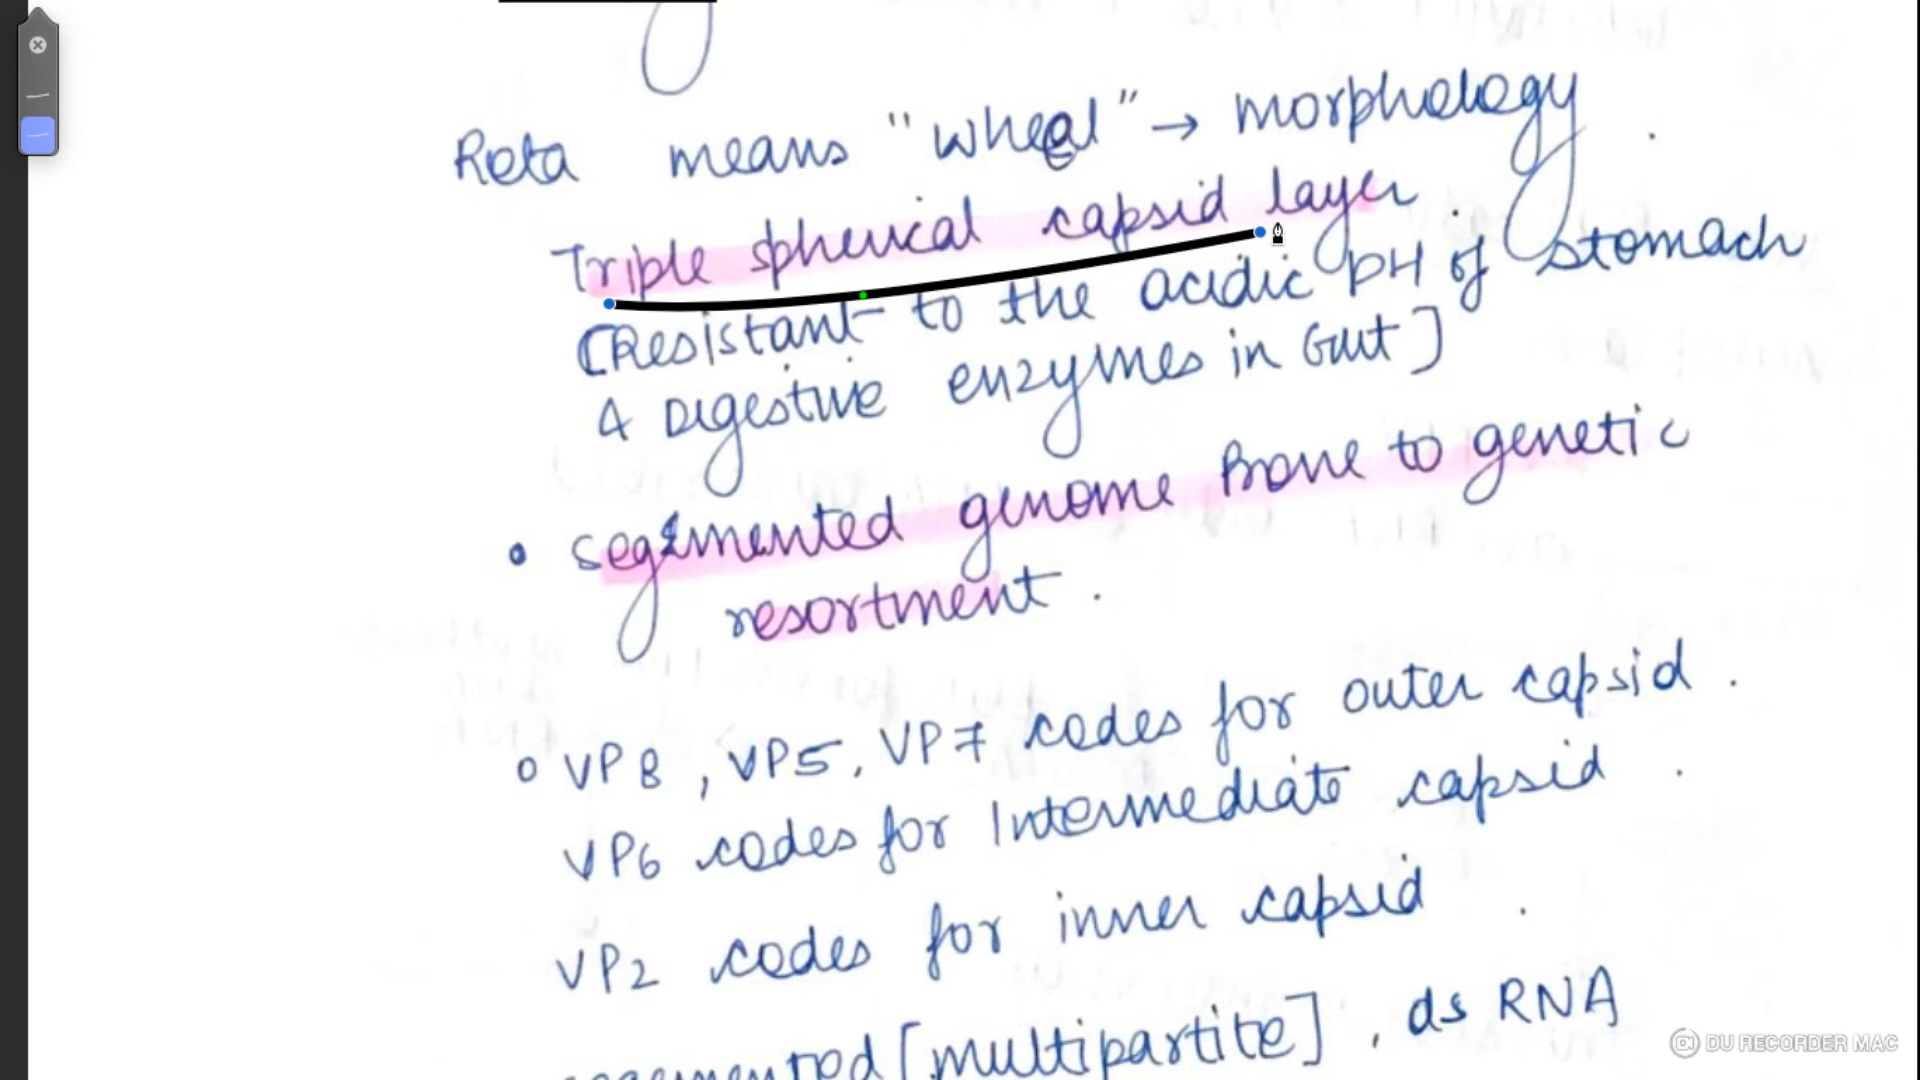 Rota means "wheel" → morphology.
Triple spherical capsid layer.
[Resistant to the acidic pH of stomach
& Digestive enzymes in Gut]
• segmented genome Prone to genetic
resortment.
o VP8, VP5, VP7 codes for outer capsid.
VP6 codes for Intermediate capsid.
VP2 codes for inner capsid.
segmented [multipartite], ds RNA
DU RECORDER MAC